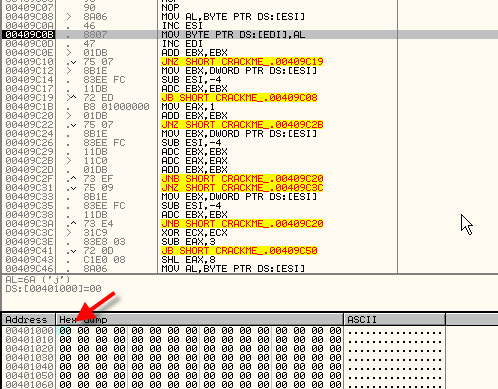 00409C07 90 NOP
00409C08 > 8A06 MOV AL,BYTE PTR DS:[ESI]
00409C0A . 46 INC ESI
00409C0B . 8807 MOV BYTE PTR DS:[EDI],AL
00409C0D . 47 INC EDI
00409C0E > 01DB ADD EBX,EBX
00409C10 . 75 07 JNZ SHORT CRACKME_.00409C19
00409C12 > 8B1E MOV EBX,DWORD PTR DS:[ESI]
00409C14 . 83EE FC SUB ESI,-4
00409C17 . 11DB ADC EBX,EBX
00409C19 >^ 72 ED JB SHORT CRACKME_.00409C08
00409C1B . B8 01000000 MOV EAX,1
00409C20 > 01DB ADD EBX,EBX
00409C22 . 75 07 JNZ SHORT CRACKME_.00409C2B
00409C24 . 8B1E MOV EBX,DWORD PTR DS:[ESI]
00409C26 . 83EE FC SUB ESI,-4
00409C29 . 11DB ADC EBX,EBX
00409C2B > 11C0 ADC EAX,EAX
00409C2D . 01DB ADD EBX,EBX
00409C2F .^ 73 EF JNB SHORT CRACKME_.00409C20
00409C31 . 75 09 JNZ SHORT CRACKME_.00409C3C
00409C33 . 8B1E MOV EBX,DWORD PTR DS:[ESI]
00409C35 . 83EE FC SUB ESI,-4
00409C38 . 11DB ADC EBX,EBX
00409C3A .^ 73 E4 JNB SHORT CRACKME_.00409C20
00409C3C > 31C9 XOR ECX,ECX
00409C3E . 83E8 03 SUB EAX,3
00409C41 . 72 0D JB SHORT CRACKME_.00409C50
00409C43 . C1E0 08 SHL EAX,8
00409C46 . 8A06 MOV AL,BYTE PTR DS:[ESI]
AL=6A ('j')
DS:[00401000]=00
Address Hex dump ASCII
00401000 00 00 00 00 00 00 00 00 00 00 00 00 00 00 00 00 ................
00401010 00 00 00 00 00 00 00 00 00 00 00 00 00 00 00 00 ................
00401020 00 00 00 00 00 00 00 00 00 00 00 00 00 00 00 00 ................
00401030 00 00 00 00 00 00 00 00 00 00 00 00 00 00 00 00 ................
00401040 00 00 00 00 00 00 00 00 00 00 00 00 00 00 00 00 ................
00401050 00 00 00 00 00 00 00 00 00 00 00 00 00 00 00 00 ................
00401060 00 00 00 00 00 00 00 00 00 00 00 00 00 00 00 00 ................